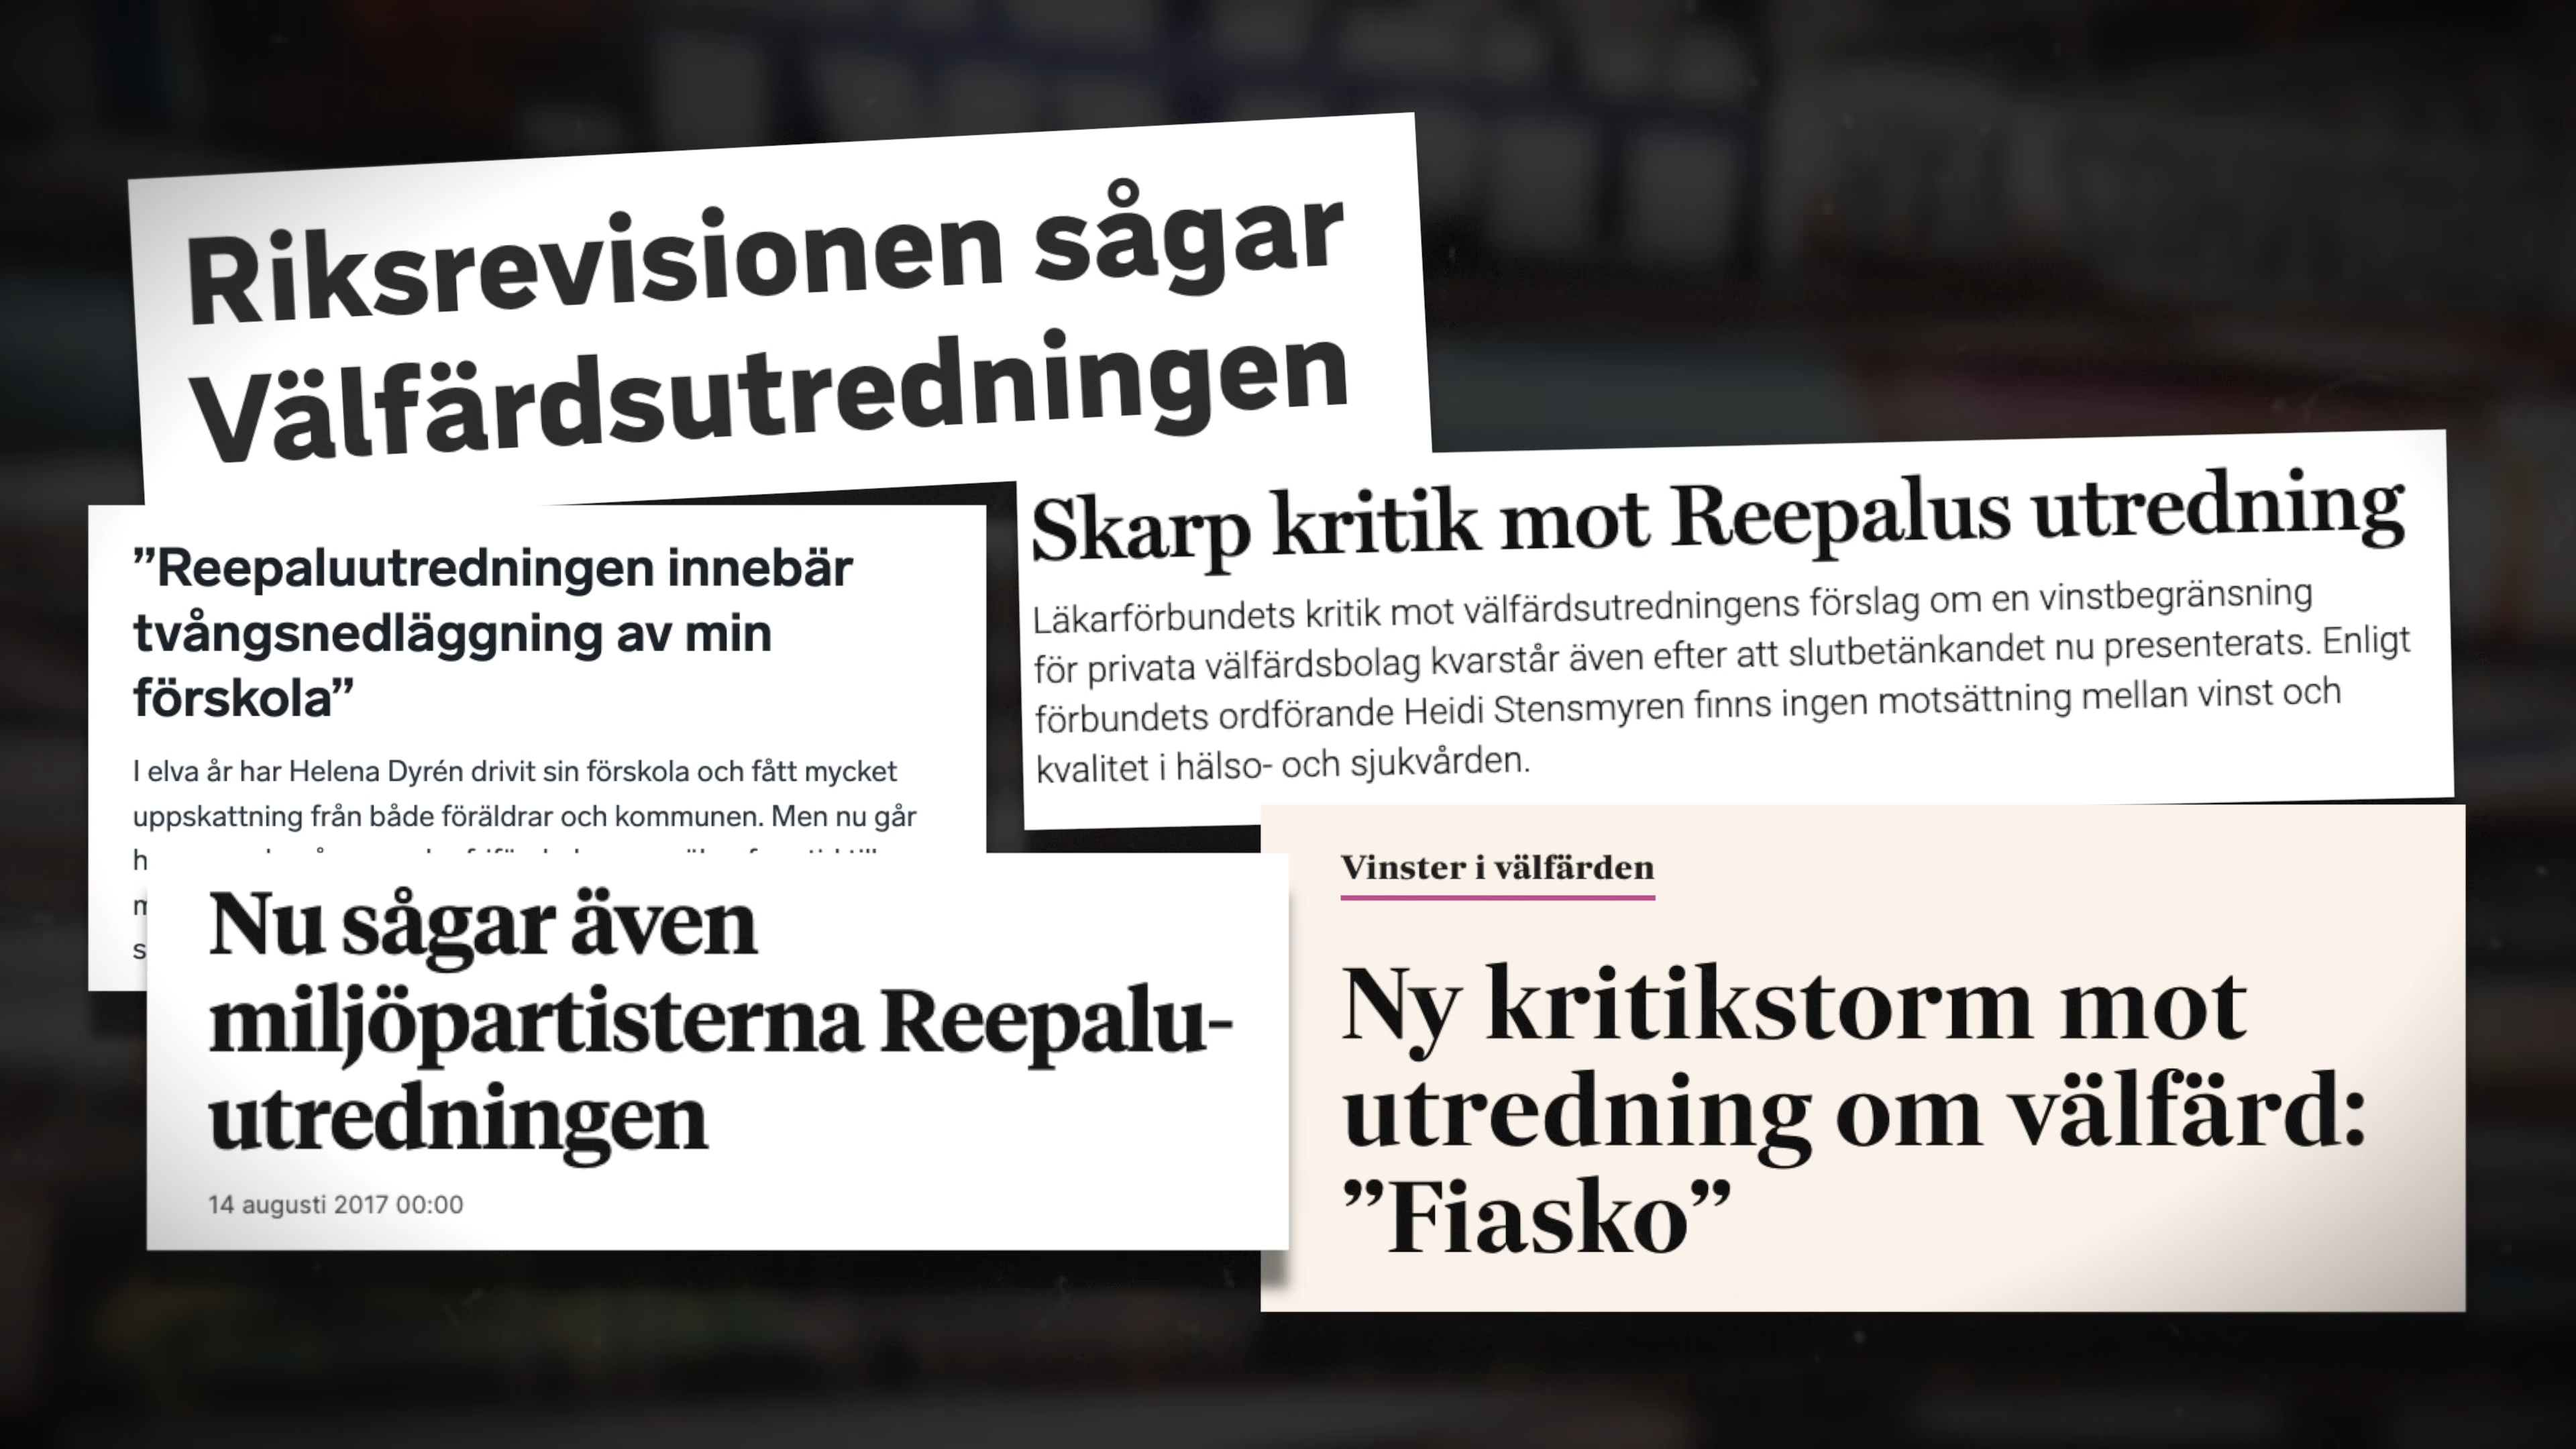 Riksrevisionen sågar
Välfärdsutredningen
”Reepaluutredningen innebär
tvångsnedläggning av min
förskola”
I elva år har Helena Dyrén drivit sin förskola och fått mycket
uppskattning från både föräldrar och kommunen. Men nu går
Skarp kritik mot Reepalus utredning
Läkarförbundets kritik mot välfärdsutredningens förslag om en vinstbegränsning
för privata välfärdsbolag kvarstår även efter att slutbetänkandet nu presenterats. Enligt
förbundets ordförande Heidi Stensmyren finns ingen motsättning mellan vinst och
kvalitet i hälso- och sjukvården.
Nu sågar även
miljöpartisterna Reepalu-
utredningen
14 augusti 2017 00:00
Vinster i välfärden
Ny kritikstorm mot
utredning om välfärd:
”Fiasko”